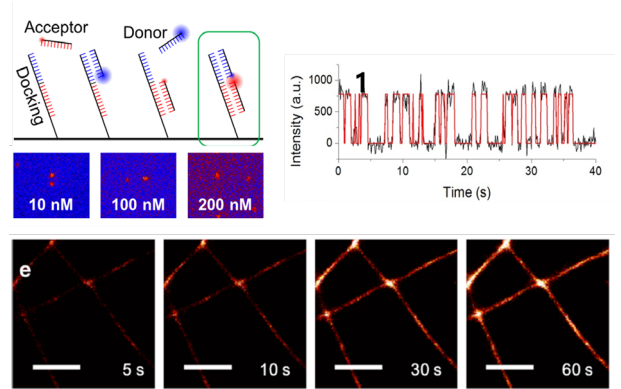 Acceptor
Donor
Docking
10 nM
100 nM
200 nM
1
Intensity (a.u.)
1000
500
0
0
10
20
30
40
Time (s)
e
5 s
10 s
30 s
60 s